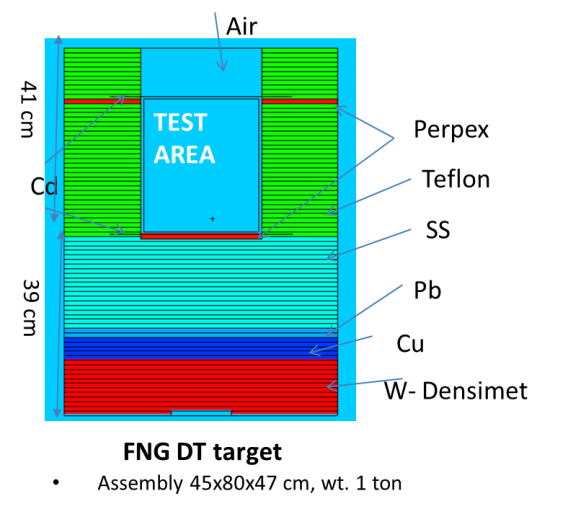 Air
41 cm
TEST
AREA
Perpex
Teflon
Cd
SS
Pb
39 cm
Cu
W- Densimet
FNG DT target
• Assembly 45x80x47 cm, wt. 1 ton